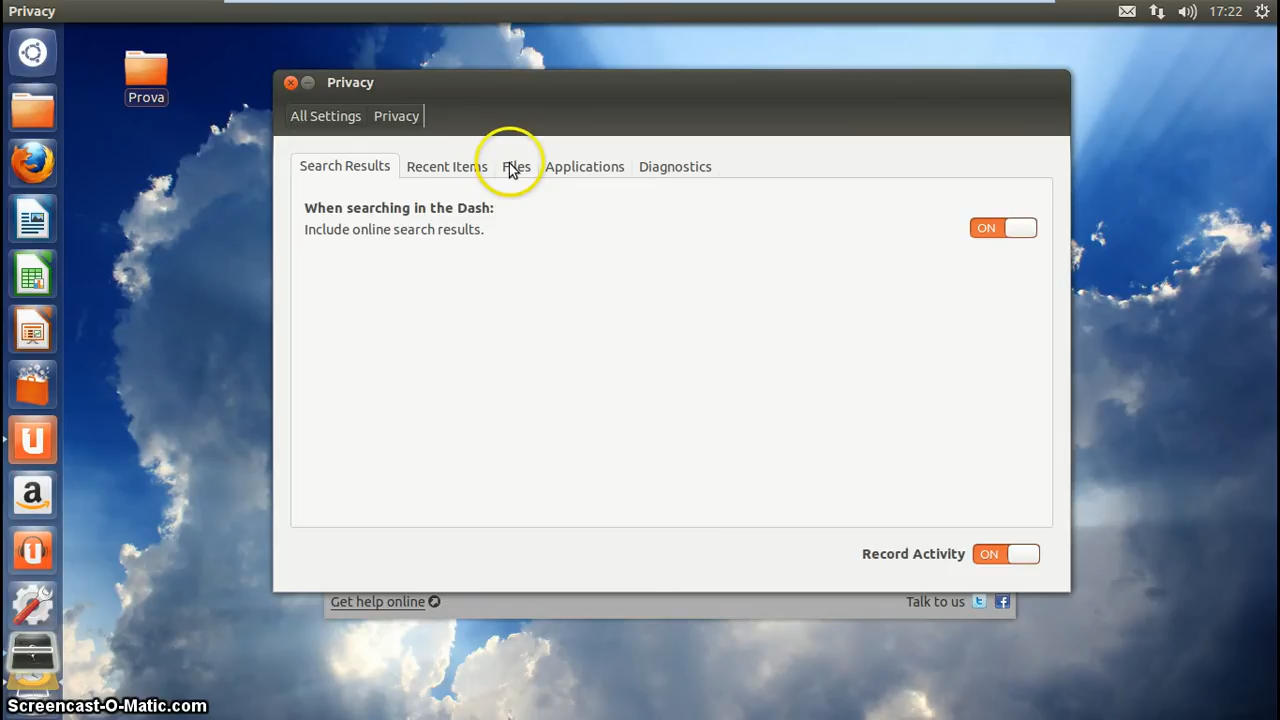 Privacy
17:22
Prova
Privacy
All Settings Privacy
Search Results Recent Items Files Applications Diagnostics
When searching in the Dash:
Include online search results.
ON
Record Activity ON
Get help online
Talk to us
Screencast-O-Matic.com